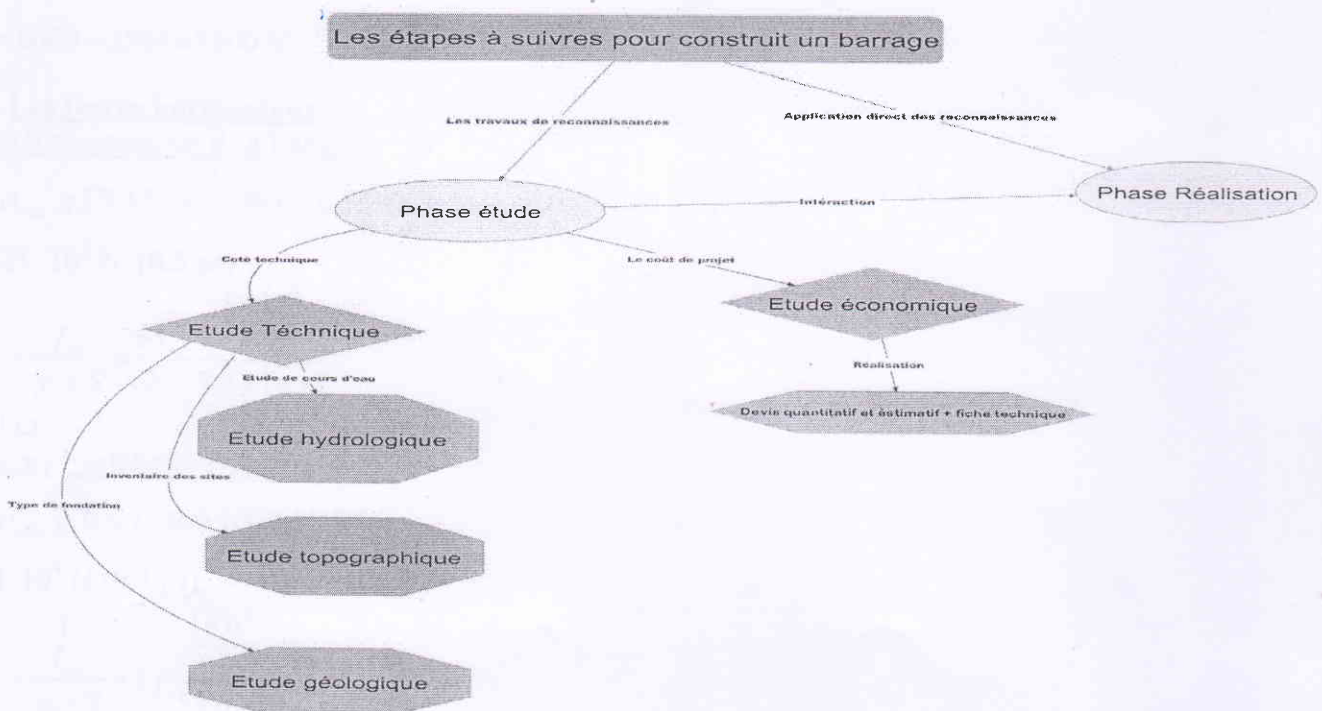 Les étapes à suivres pour construit un barrage
Les travaux de reconnaissances
Application direct des reconnaissances
Phase étude
Intéraction
Phase Réalisation
Coté technique
Le coût de projet
Etude Téchnique
Etude économique
Etude de cours d'eau
Réalisation
Etude hydrologique
Devis quantitatif et éstimatif + fiche technique
Inventaire des sites
Type de fondation
Etude topographique
Etude géologique